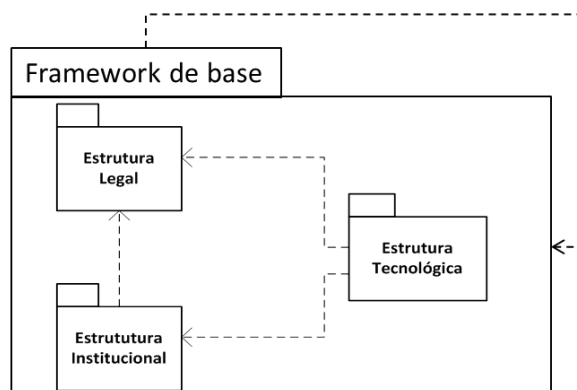 Framework de base
Estrutura
Legal
Estrutura
Tecnológica
Estrututura
Institucional